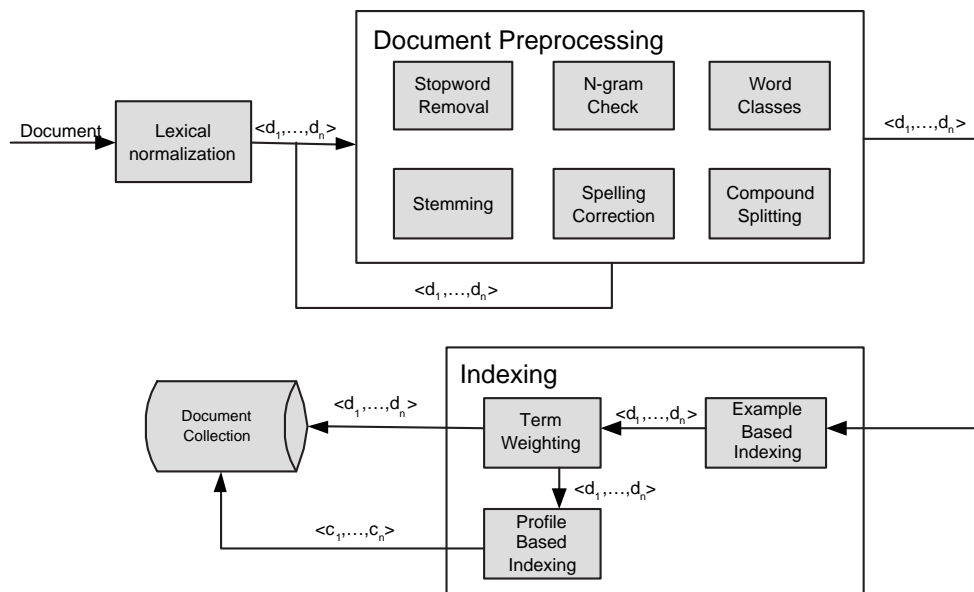 Document Preprocessing
Stopword
Removal
N-gram
Check
Word
Classes
Document
Lexical
normalization
<d1,…,dn>
<d1,…,dn>
Stemming
Spelling
Correction
Compound
Splitting
<d1,…,dn>
Indexing
Document
Collection
<d1,…,dn>
Term
Weighting
<d1,…,dn>
Example
Based
Indexing
<d1,…,dn>
<c1,…,cn>
Profile
Based
Indexing